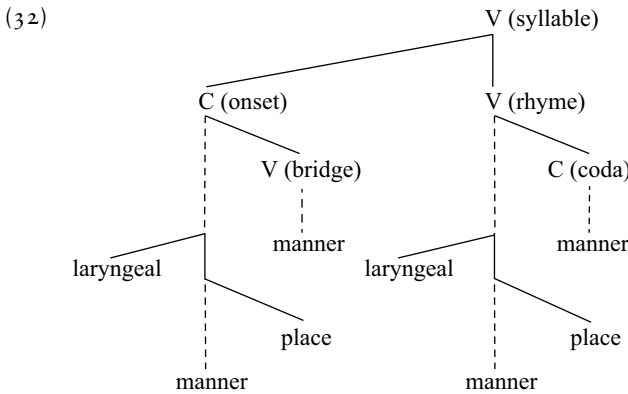 (32)
V (syllable)
C (onset) V (rhyme)
V (bridge) C (coda)
manner manner
laryngeal laryngeal
place place
manner manner